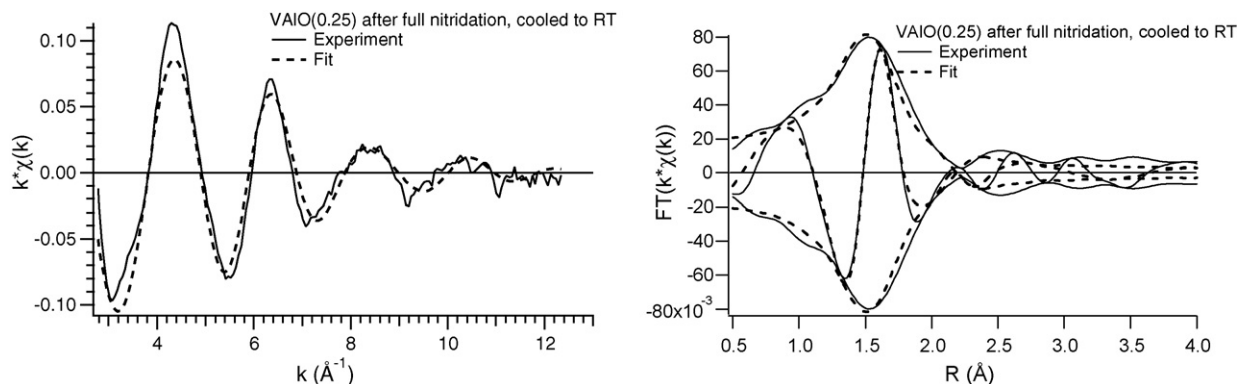 VAlO(0.25) after full nitridation, cooled to RT
Experiment
Fit
k*χ(k)
0.10
0.05
0.00
-0.05
-0.10
4
6
8
10
12
k (Å⁻¹)
VAlO(0.25) after full nitridation, cooled to RT
Experiment
Fit
FT(k*χ(k))
80
60
40
20
0
-20
-40
-60
-80x10⁻³
0.5
1.0
1.5
2.0
2.5
3.0
3.5
4.0
R (Å)